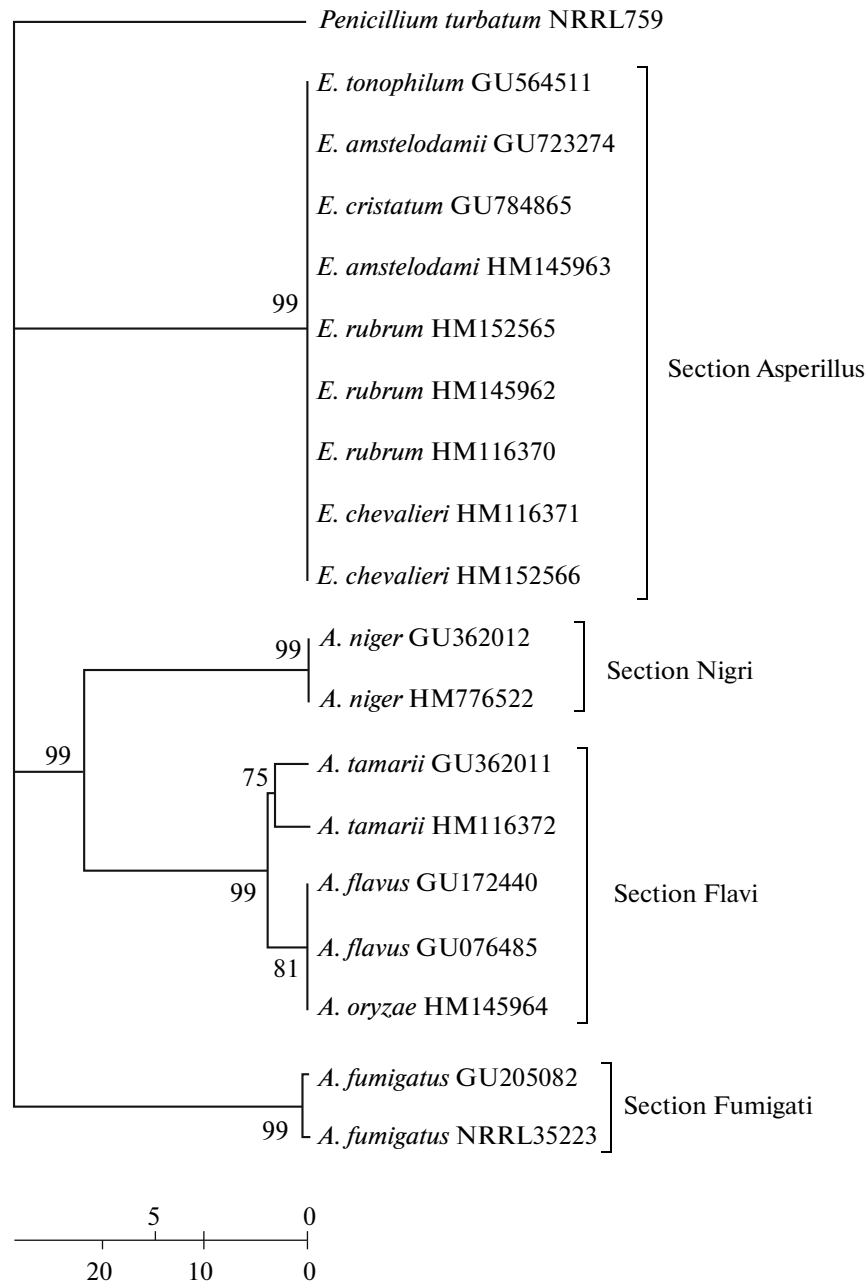 Penicillium turbatum NRRL759
E. tonophilum GU564511
E. amstelodamii GU723274
E. cristatum GU784865
E. amstelodami HM145963
99
E. rubrum HM152565
Section Asperillus
E. rubrum HM145962
E. rubrum HM116370
E. chevalieri HM116371
E. chevalieri HM152566
A. niger GU362012
99
Section Nigri
A. niger HM776522
99
A. tamarii GU362011
75
A. tamarii HM116372
A. flavus GU172440
99
Section Flavi
A. flavus GU076485
81
A. oryzae HM145964
A. fumigatus GU205082
Section Fumigati
99
A. fumigatus NRRL35223
5 0
20 10 0